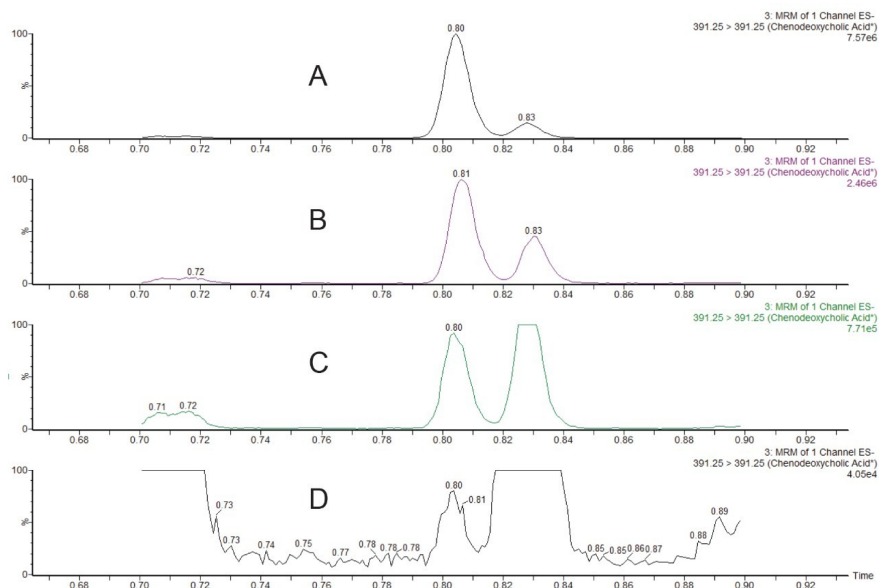 3: MRM of 1 Channel ES-
391.25 > 391.25 (Chenodeoxycholic Acid*)
7.57e6
100
%
0
A
0.80
0.83
0.68 0.70 0.72 0.74 0.76 0.78 0.80 0.82 0.84 0.86 0.88 0.90 0.92
3: MRM of 1 Channel ES-
391.25 > 391.25 (Chenodeoxycholic Acid*)
2.46e6
100
%
0
B
0.72
0.81
0.83
0.68 0.70 0.72 0.74 0.76 0.78 0.80 0.82 0.84 0.86 0.88 0.90 0.92
3: MRM of 1 Channel ES-
391.25 > 391.25 (Chenodeoxycholic Acid*)
7.71e5
100
%
0
C
0.71 0.72
0.80
0.68 0.70 0.72 0.74 0.76 0.78 0.80 0.82 0.84 0.86 0.88 0.90 0.92
3: MRM of 1 Channel ES-
391.25 > 391.25 (Chenodeoxycholic Acid*)
4.05e4
100
%
0
D
0.73
0.73
0.74
0.75
0.77
0.78
0.78
0.78
0.80
0.81
0.85
0.85
0.86
0.87
0.88
0.89
Time
0.68 0.70 0.72 0.74 0.76 0.78 0.80 0.82 0.84 0.86 0.88 0.90 0.92